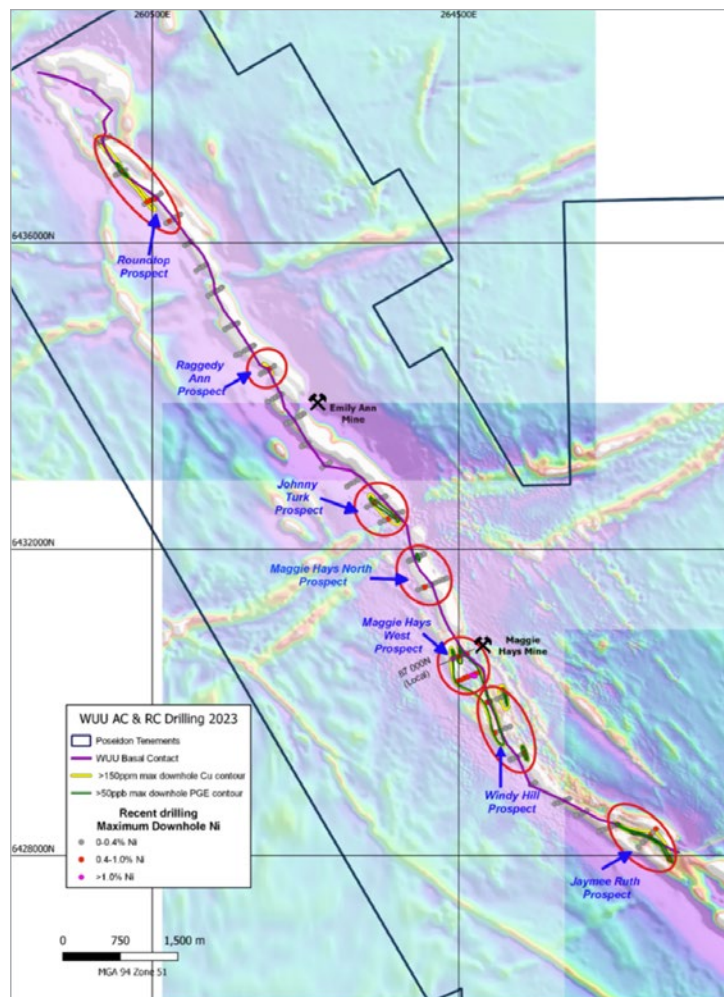 260500E
264500E
6436000N
Roundtop
Prospect
Raggedy
Ann
Prospect
Emily Ann
Mine
Johnny
Turk
Prospect
6432000N
Maggie Hays North
Prospect
Maggie Hays
West
Prospect
Maggie
Hays Mine
87 000N
(Local)
WUU AC & RC Drilling 2023
Poseidon Tenements
WUU Basal Contact
>150ppm max downhole Cu contour
>50ppb max downhole PGE contour
Recent drilling
Maximum Downhole Ni
0-0.4% Ni
0.4-1.0% Ni
>1.0% Ni
Windy Hill
Prospect
6428000N
Jaymee Ruth
Prospect
0 750 1,500 m
MGA 94 Zone 51